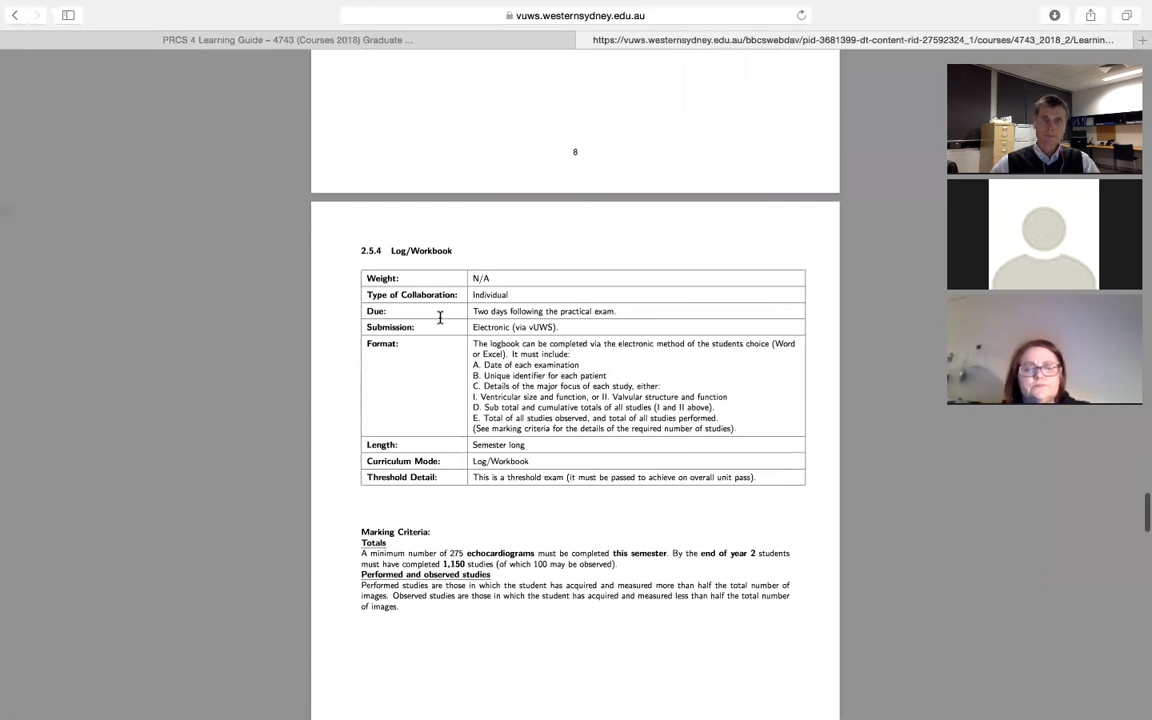 vuws.westernsydney.edu.au
PRCS 4 Learning Guide – 4743 (Courses 2018) Graduate ...
https://vuws.westernsydney.edu.au/bbcswebdav/pid-3681399-dt-content-rid-27592324_1/courses/4743_2018_2/Learnin...
8
2.5.4 Log/Workbook
Weight: N/A
Type of Collaboration: Individual
Due: Two days following the practical exam.
Submission: Electronic (via vUWS).
Format: The logbook can be completed via the electronic method of the students choice (Word
or Excel). It must include:
A. Date of each examination
B. Unique identifier for each patient
C. Details of the major focus of each study, either:
I. Ventricular size and function, or II. Valvular structure and function
D. Sub total and cumulative totals of all studies (I and II above).
E. Total of all studies observed, and total of all studies performed.
(See marking criteria for the details of the required number of studies).
Length: Semester long
Curriculum Mode: Log/Workbook
Threshold Detail: This is a threshold exam (it must be passed to achieve on overall unit pass).
Marking Criteria:
Totals
A minimum number of 275 echocardiograms must be completed this semester. By the end of year 2 students
must have completed 1,150 studies (of which 100 may be observed).
Performed and observed studies
Performed studies are those in which the student has acquired and measured more than half the total number of
images. Observed studies are those in which the student has acquired and measured less than half the total number
of images.